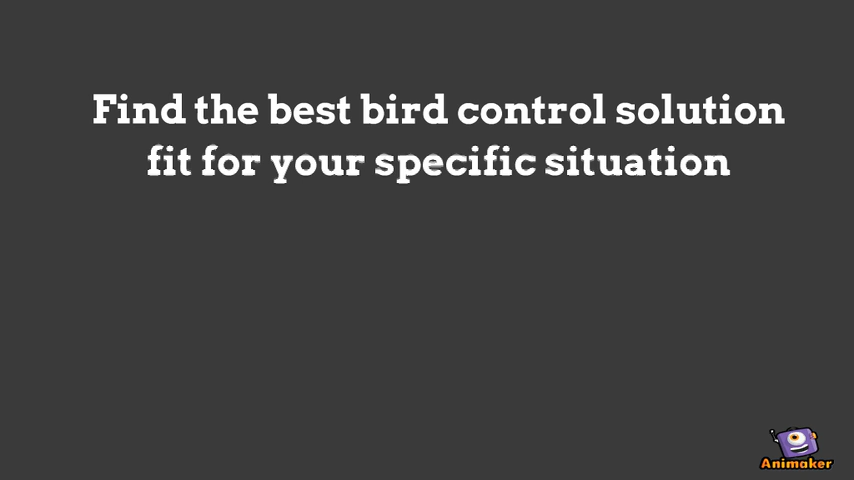 Find the best bird control solution
fit for your specific situation
Animaker